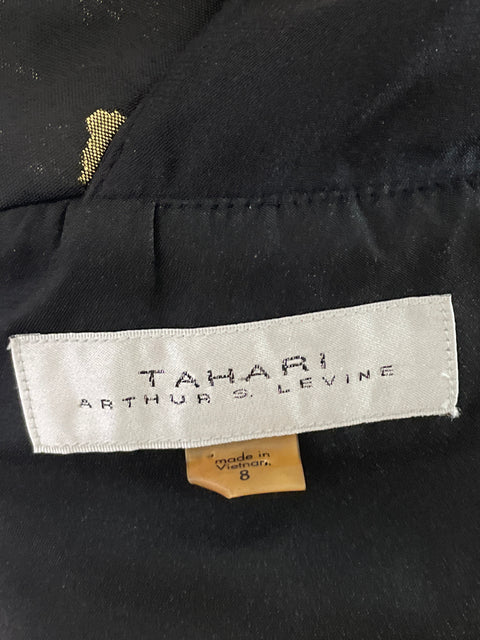 TAHARI
ARTHUR S. LEVINE
made in
Vietnam
8